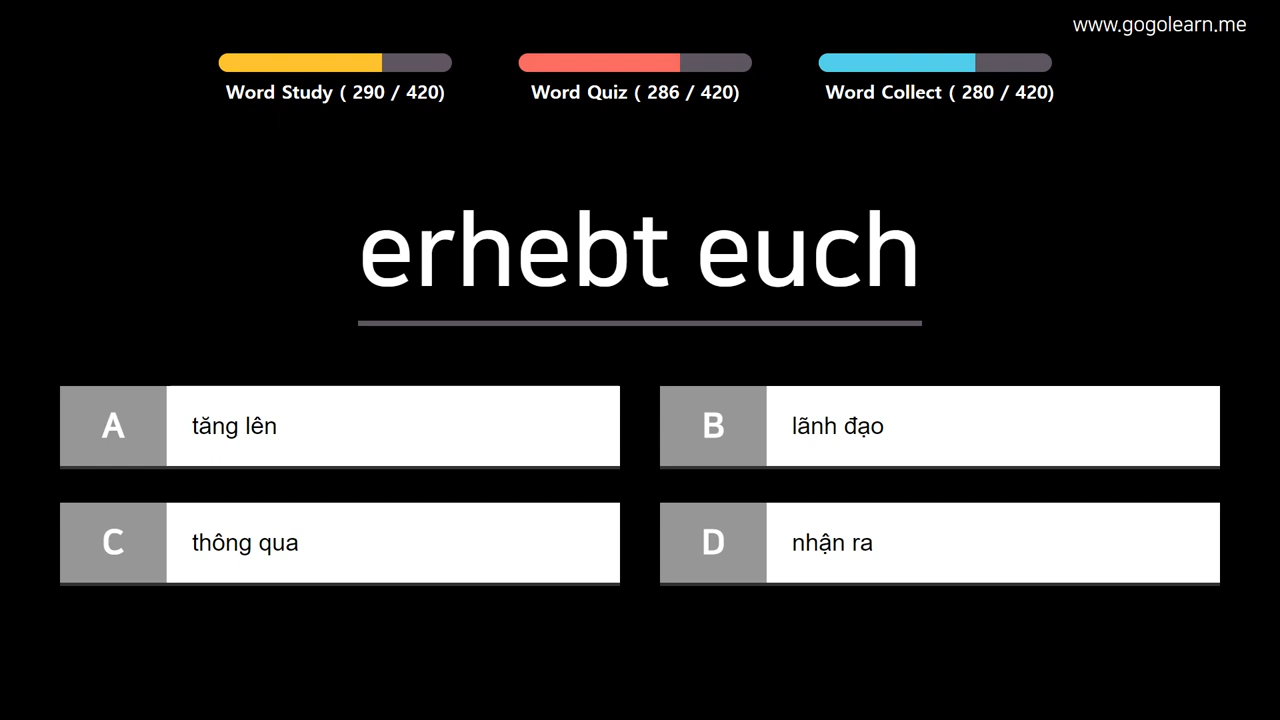 www.gogolearn.me
Word Study ( 290 / 420)
Word Quiz ( 286 / 420)
Word Collect ( 280 / 420)
erhebt euch
A tăng lên
B lãnh đạo
C thông qua
D nhận ra